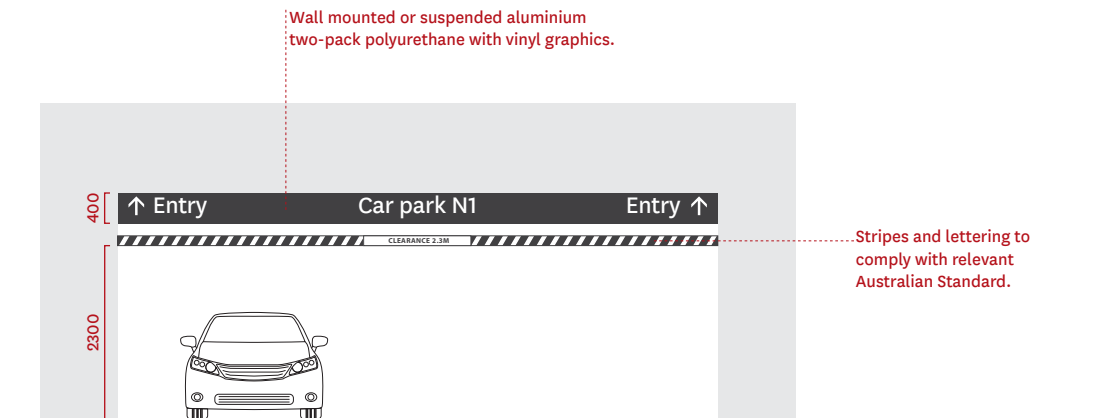 Wall mounted or suspended aluminium
two-pack polyurethane with vinyl graphics.
400
↑ Entry
Car park N1
Entry ↑
CLEARANCE 2.3M
Stripes and lettering to
comply with relevant
Australian Standard.
2300